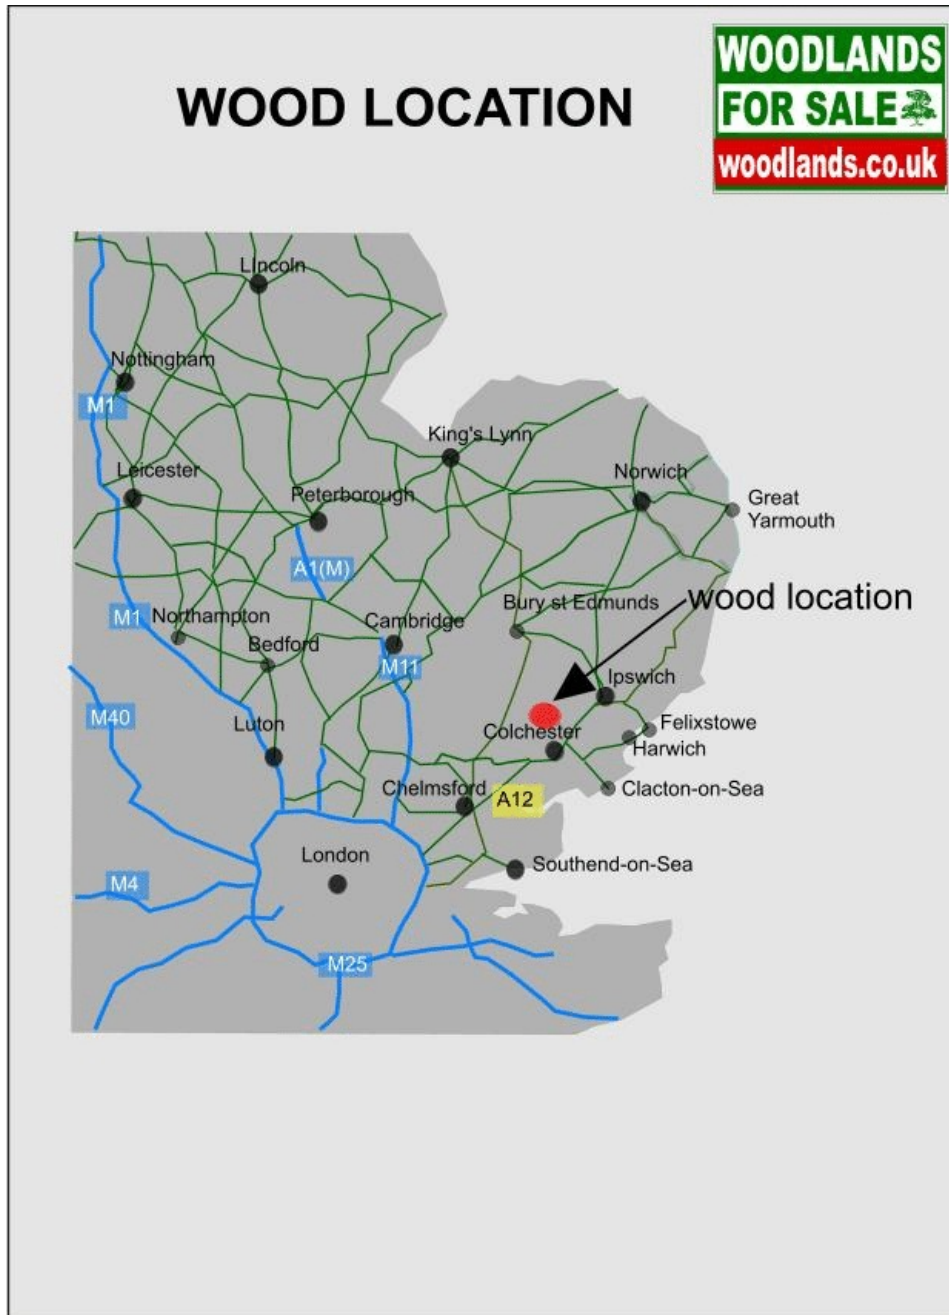 WOODLANDS
FOR SALE
woodlands.co.uk
WOOD LOCATION
LIncoln
Nottingham
M1
King's Lynn
Leicester
Norwich
Peterborough
Great
Yarmouth
A1(M)
Bury st Edmunds
wood location
M1
Northampton
Cambridge
Bedford
M11
Ipswich
M40
Luton
Colchester
Felixstowe
Harwich
Chelmsford
A12
Clacton-on-Sea
London
Southend-on-Sea
M4
M25